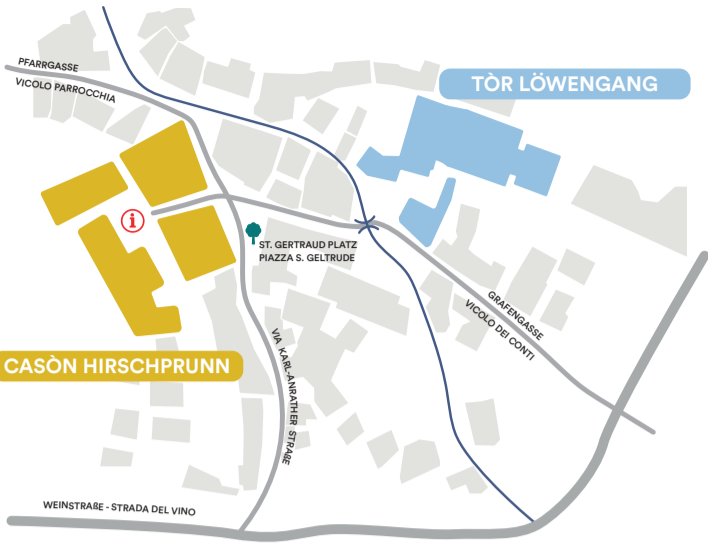 PFARRGASSE
VICOLO PARROCCHIA
TÒR LÖWENGANG
i
ST. GERTRAUD PLATZ
PIAZZA S. GELTRUDE
GRAFENGASSE
VICOLO DEI CONTI
VIA KARL-ANRATHER STRAßE
CASÒN HIRSCHPRUNN
WEINSTRAßE - STRADA DEL VINO